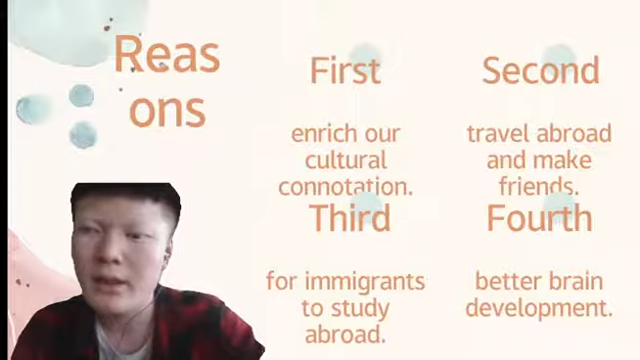 Reas
ons
First
enrich our
cultural
connotation.
Second
travel abroad
and make
friends.
Third
for immigrants
to study
abroad.
Fourth
better brain
development.